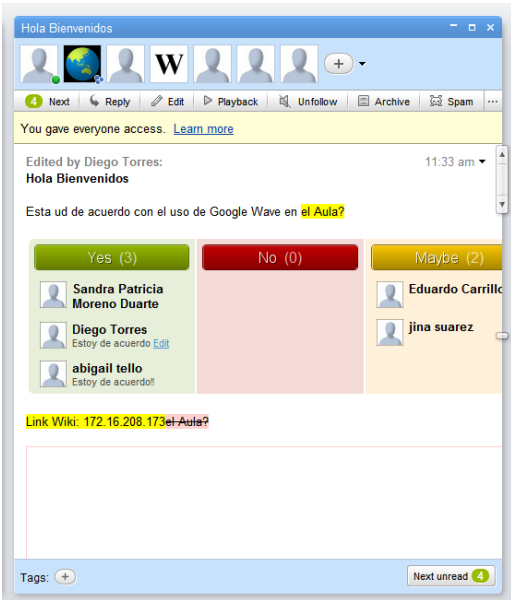 Hola Bienvenidos
W
4 Next Reply Edit Playback Unfollow Archive Spam ...
You gave everyone access. Learn more
Edited by Diego Torres: 11:33 am
Hola Bienvenidos
Esta ud de acuerdo con el uso de Google Wave en el Aula?
Yes (3) No (0) Maybe (2)
Sandra Patricia
Moreno Duarte
Diego Torres
Estoy de acuerdo Edit
abigail tello
Estoy de acuerdo!!
Eduardo Carrillo
jina suarez
Link Wiki: 172.16.208.173el Aula?
Tags: + Next unread 4